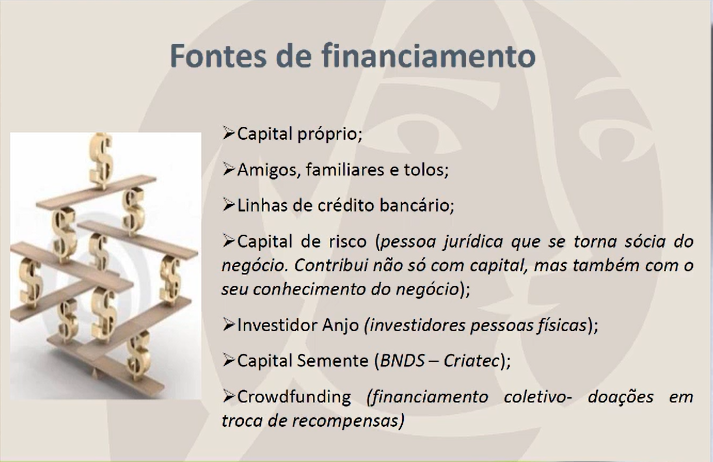 Fontes de financiamento
➢Capital próprio;
➢Amigos, familiares e tolos;
➢Linhas de crédito bancário;
➢Capital de risco (pessoa jurídica que se torna sócia do
negócio. Contribui não só com capital, mas também com o
seu conhecimento do negócio);
➢Investidor Anjo (investidores pessoas físicas);
➢Capital Semente (BNDS – Criatec);
➢Crowdfunding (financiamento coletivo- doações em
troca de recompensas)